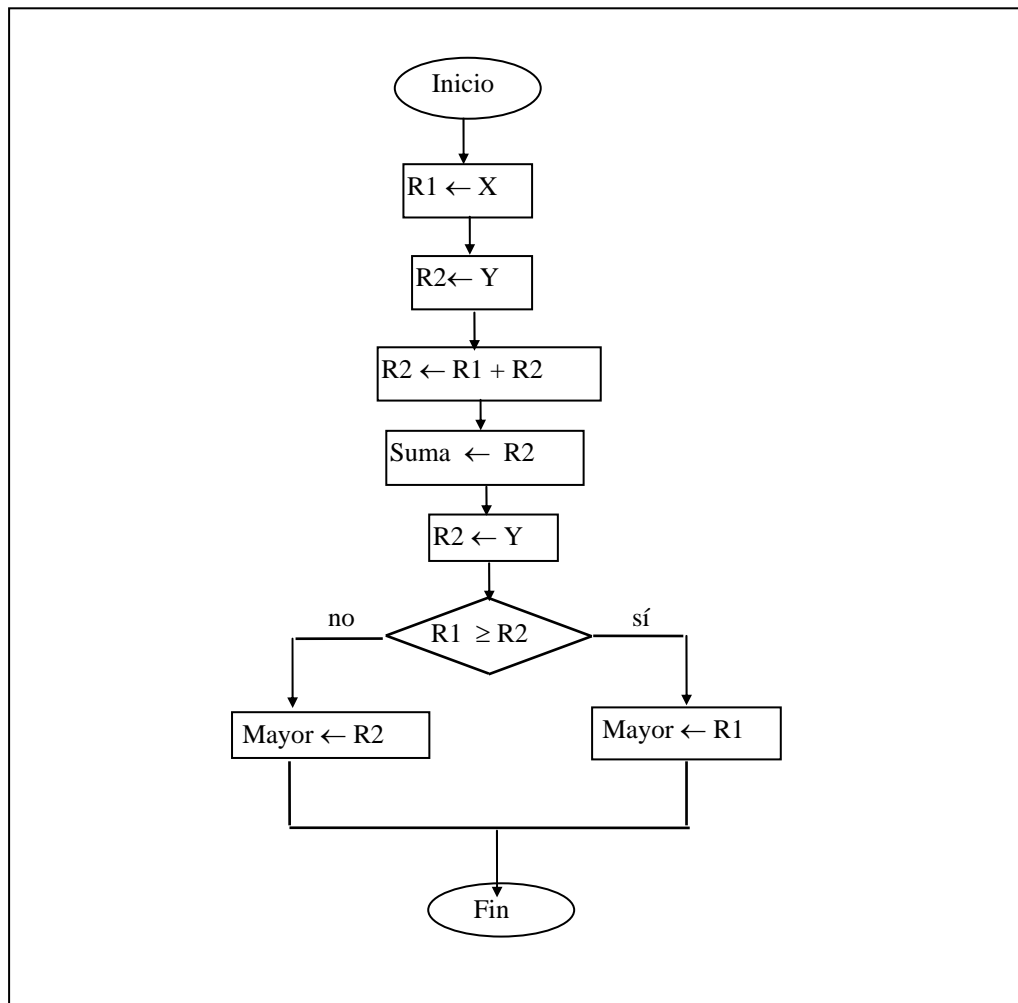 Inicio
R1 ← X
R2← Y
R2 ← R1 + R2
Suma ← R2
R2 ← Y
no
R1 ≥ R2
sí
Mayor ← R2
Mayor ← R1
Fin